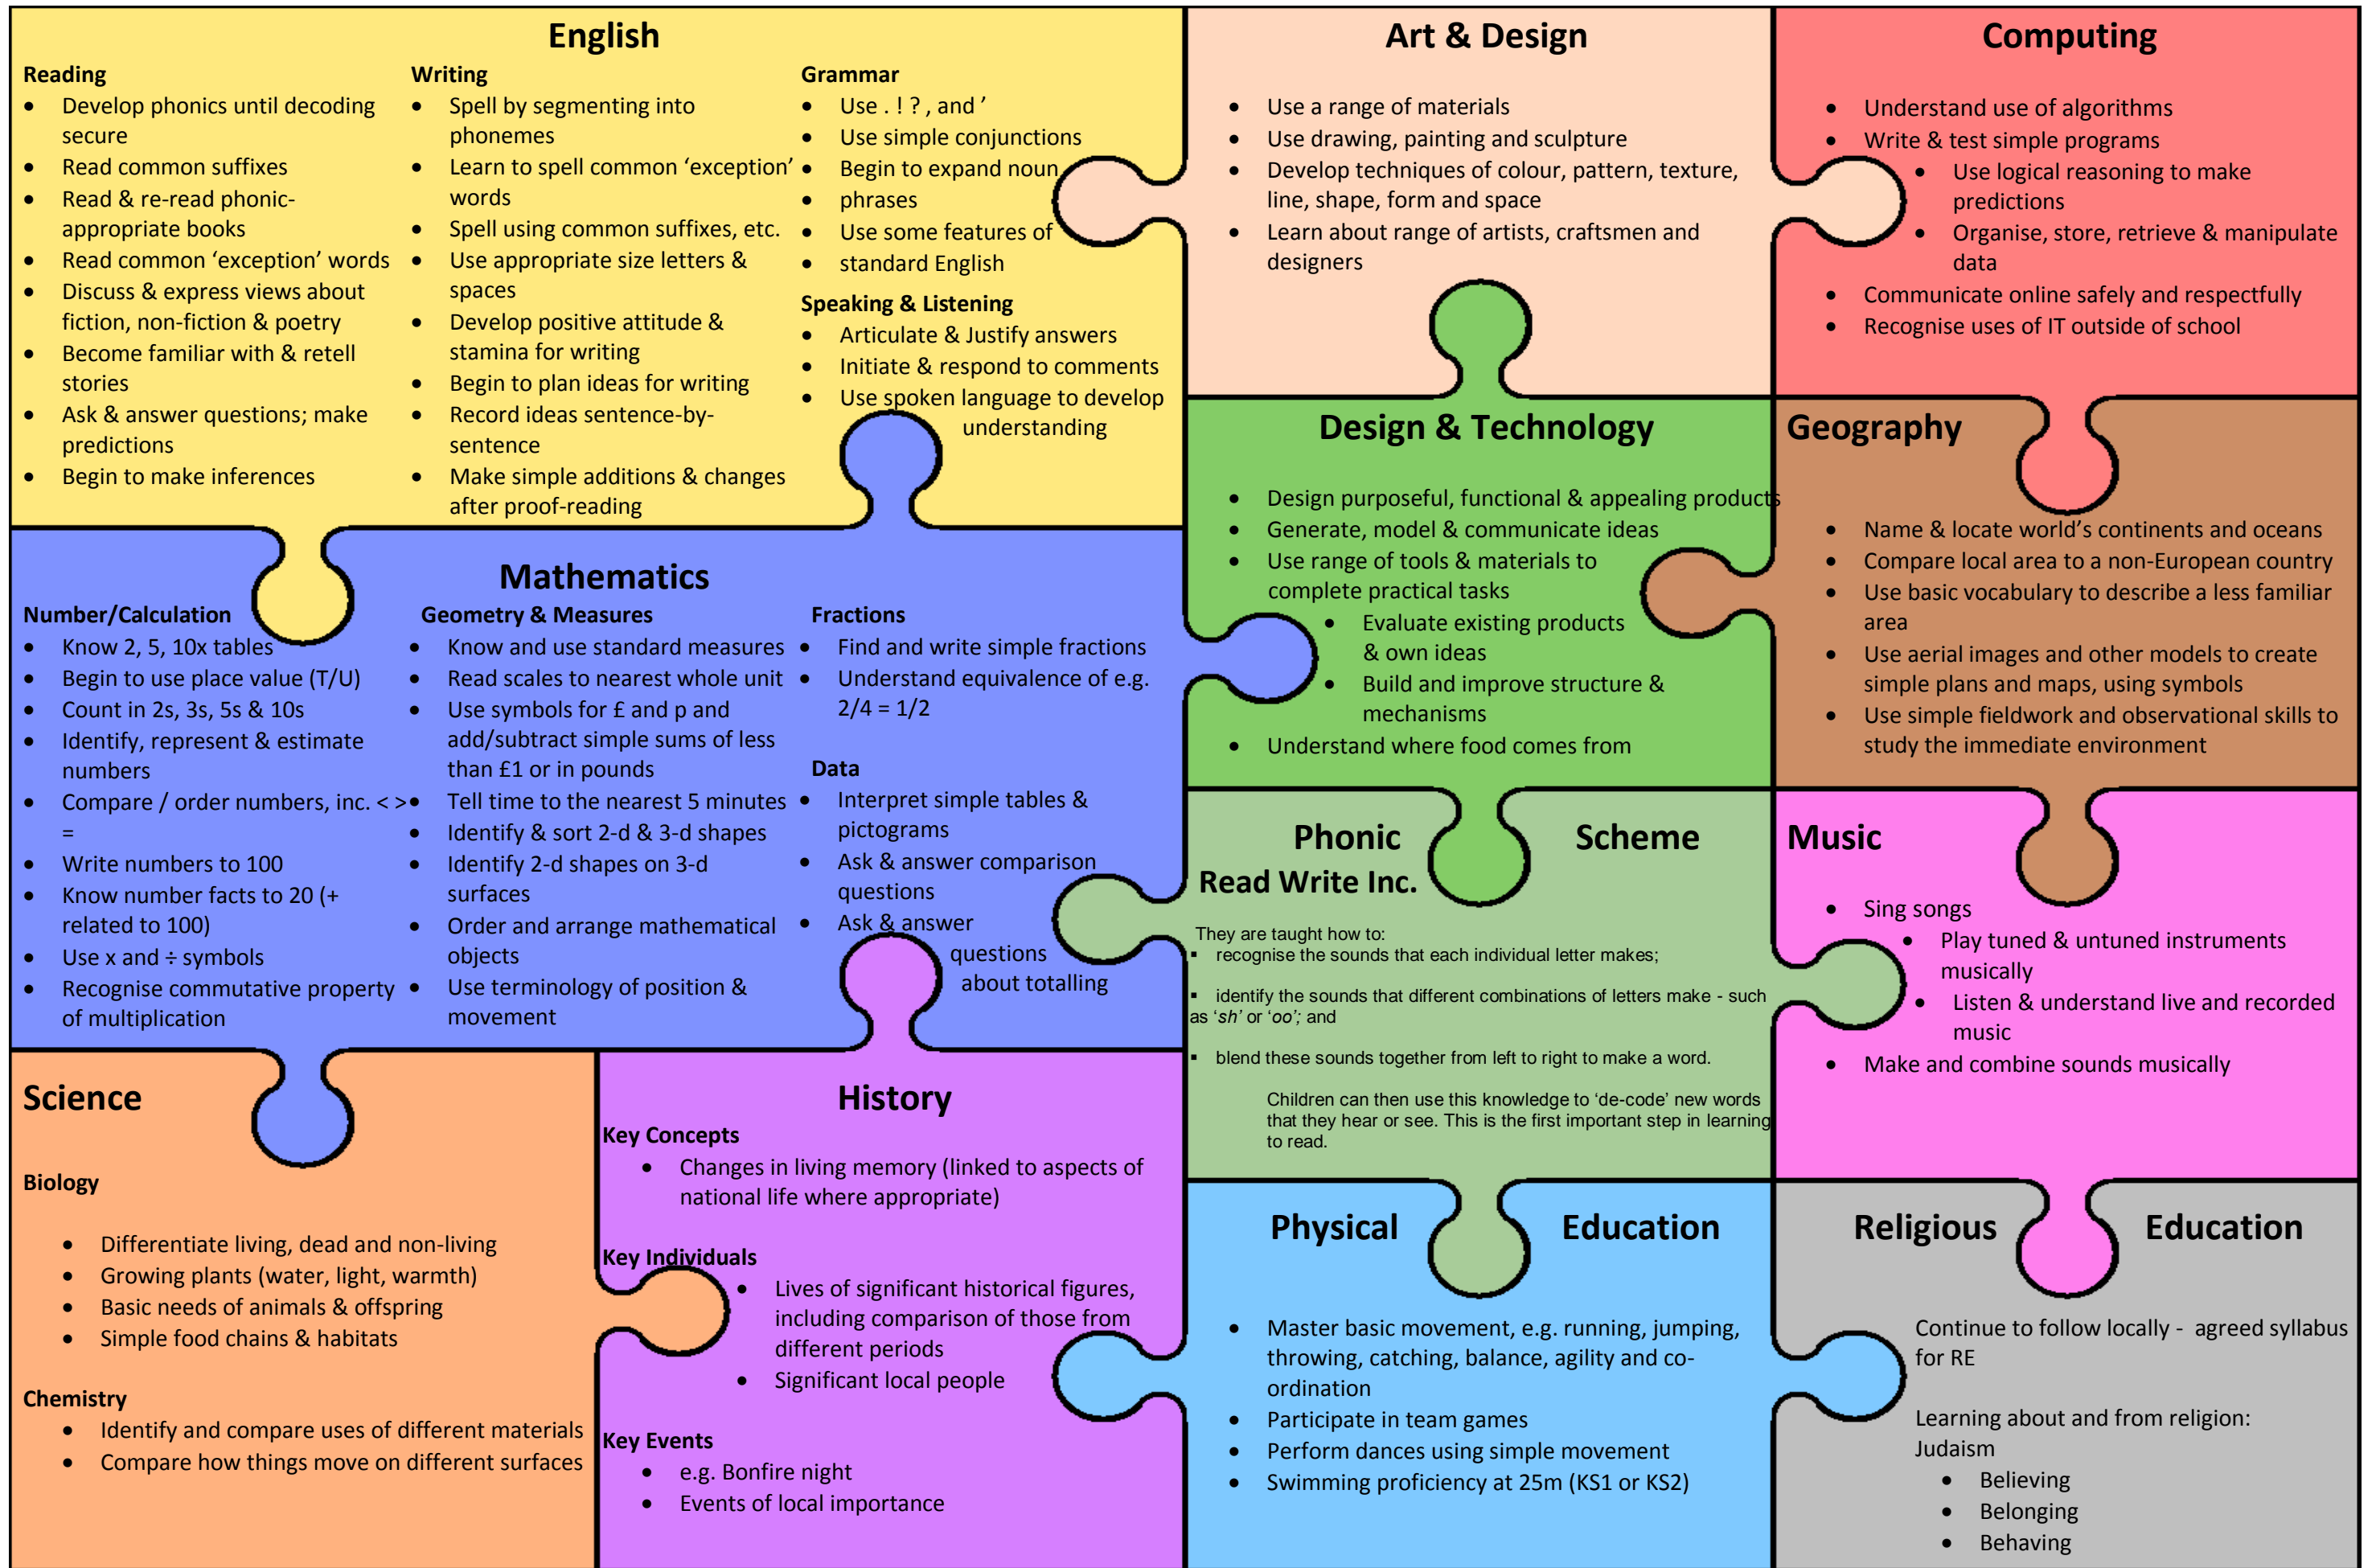 English
Reading
• Develop phonics until decoding
secure
• Read common suffixes
• Read & re-read phonic-
appropriate books
• Read common ‘exception’ words
• Discuss & express views about
fiction, non-fiction & poetry
• Become familiar with & retell
stories
• Ask & answer questions; make
predictions
• Begin to make inferences
Writing
• Spell by segmenting into
phonemes
• Learn to spell common ‘exception’
words
• Spell using common suffixes, etc.
• Use appropriate size letters &
spaces
• Develop positive attitude &
stamina for writing
• Begin to plan ideas for writing
• Record ideas sentence-by-
sentence
• Make simple additions & changes
after proof-reading
Grammar
• Use . ! ? , and ’
• Use simple conjunctions
• Begin to expand noun
• phrases
• Use some features of
• standard English
Speaking & Listening
• Articulate & Justify answers
• Initiate & respond to comments
• Use spoken language to develop
understanding
Art & Design
• Use a range of materials
• Use drawing, painting and sculpture
• Develop techniques of colour, pattern, texture,
line, shape, form and space
• Learn about range of artists, craftsmen and
designers
Computing
• Understand use of algorithms
• Write & test simple programs
• Use logical reasoning to make
predictions
• Organise, store, retrieve & manipulate
data
• Communicate online safely and respectfully
• Recognise uses of IT outside of school
Mathematics
Number/Calculation
• Know 2, 5, 10x tables
• Begin to use place value (T/U)
• Count in 2s, 3s, 5s & 10s
• Identify, represent & estimate
numbers
• Compare / order numbers, inc. < >
=
• Write numbers to 100
• Know number facts to 20 (+
related to 100)
• Use x and ÷ symbols
• Recognise commutative property
of multiplication
Geometry & Measures
• Know and use standard measures
• Read scales to nearest whole unit
• Use symbols for £ and p and
add/subtract simple sums of less
than £1 or in pounds
• Tell time to the nearest 5 minutes
• Identify & sort 2-d & 3-d shapes
• Identify 2-d shapes on 3-d
surfaces
• Order and arrange mathematical
objects
• Use terminology of position &
movement
Fractions
• Find and write simple fractions
• Understand equivalence of e.g.
2/4 = 1/2
Data
• Interpret simple tables &
pictograms
• Ask & answer comparison
questions
• Ask & answer
questions
about totalling
Design & Technology
• Design purposeful, functional & appealing products
• Generate, model & communicate ideas
• Use range of tools & materials to
complete practical tasks
• Evaluate existing products
& own ideas
• Build and improve structure &
mechanisms
• Understand where food comes from
Geography
• Name & locate world’s continents and oceans
• Compare local area to a non-European country
• Use basic vocabulary to describe a less familiar
area
• Use aerial images and other models to create
simple plans and maps, using symbols
• Use simple fieldwork and observational skills to
study the immediate environment
Phonic Scheme
Read Write Inc.
They are taught how to:
▪ recognise the sounds that each individual letter makes;
▪ identify the sounds that different combinations of letters make - such
as ‘sh’ or ‘oo’; and
▪ blend these sounds together from left to right to make a word.
Children can then use this knowledge to ‘de-code’ new words
that they hear or see. This is the first important step in learning
to read.
Music
• Sing songs
• Play tuned & untuned instruments
musically
• Listen & understand live and recorded
music
• Make and combine sounds musically
Science
Biology
• Differentiate living, dead and non-living
• Growing plants (water, light, warmth)
• Basic needs of animals & offspring
• Simple food chains & habitats
Chemistry
• Identify and compare uses of different materials
• Compare how things move on different surfaces
History
Key Concepts
• Changes in living memory (linked to aspects of
national life where appropriate)
Key Individuals
• Lives of significant historical figures,
including comparison of those from
different periods
• Significant local people
Key Events
• e.g. Bonfire night
• Events of local importance
Physical Education
• Master basic movement, e.g. running, jumping,
throwing, catching, balance, agility and co-
ordination
• Participate in team games
• Perform dances using simple movement
• Swimming proficiency at 25m (KS1 or KS2)
Religious Education
Continue to follow locally - agreed syllabus
for RE
Learning about and from religion:
Judaism
• Believing
• Belonging
• Behaving